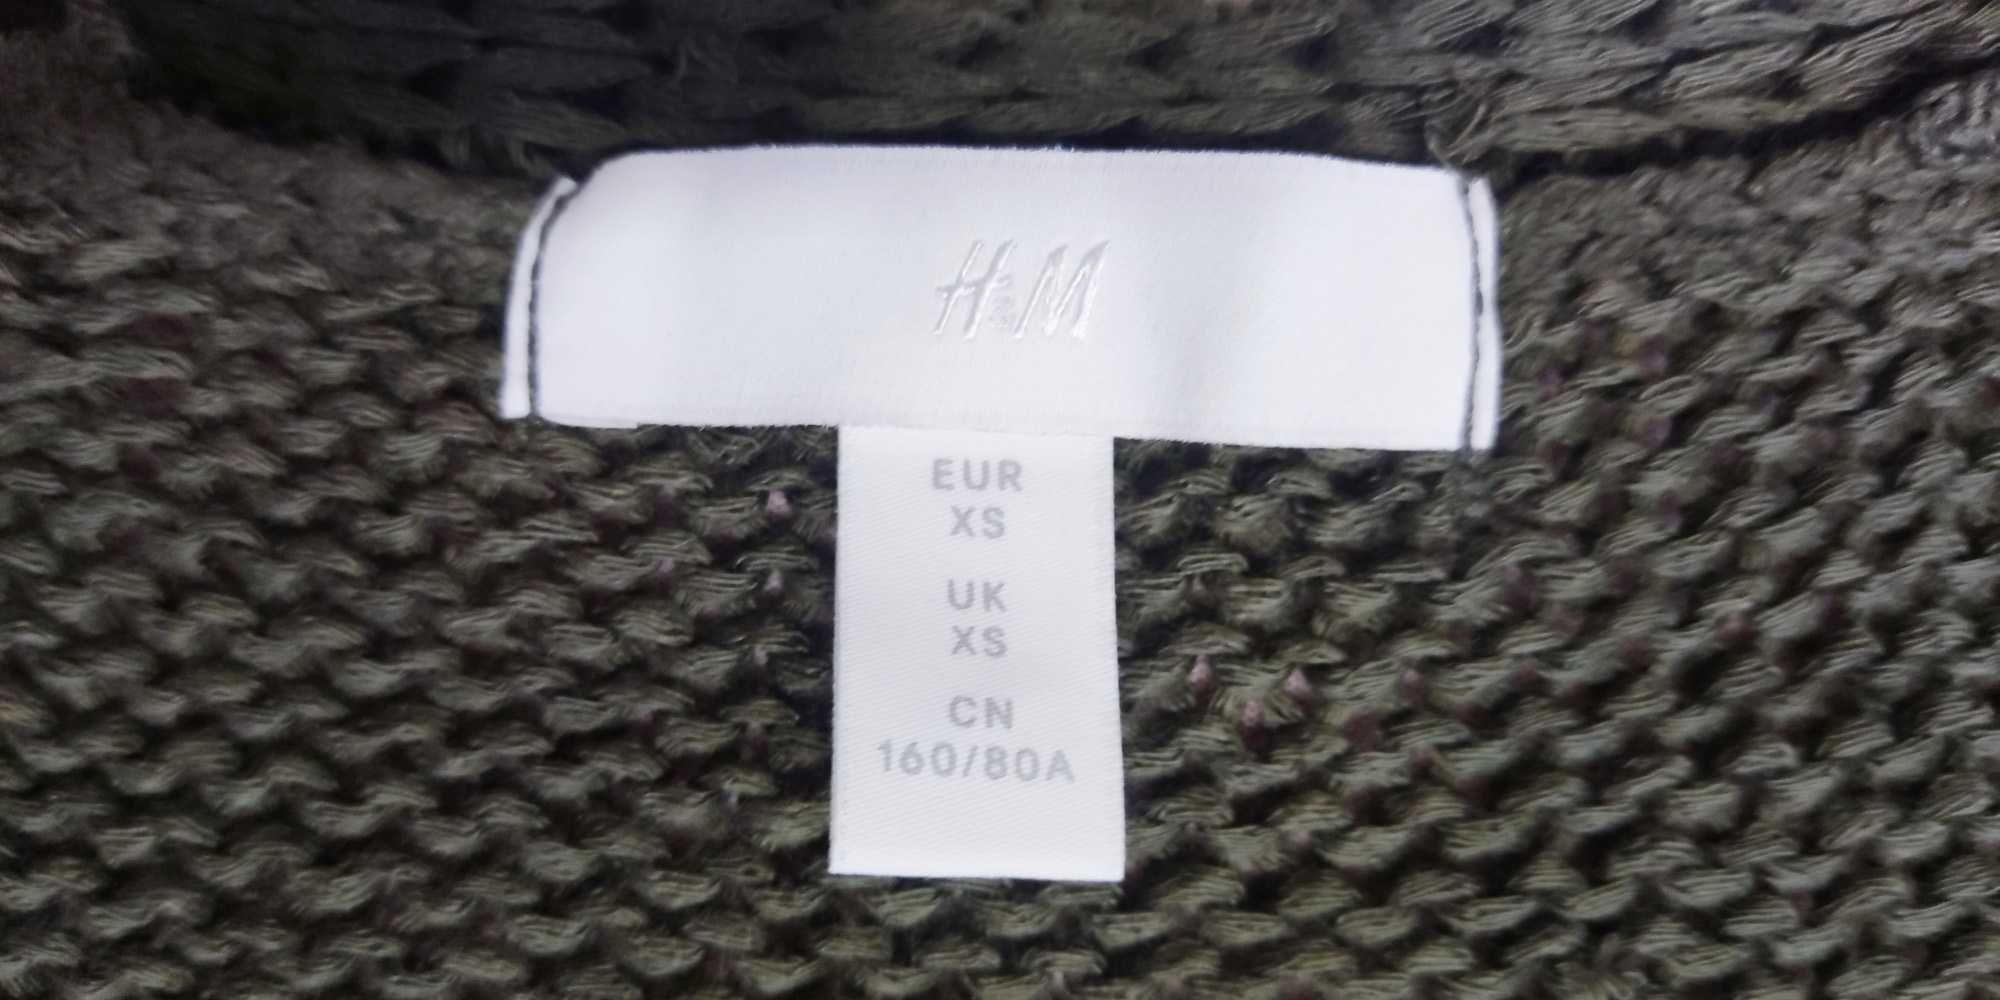 H&M
EUR
XS
UK
XS
CN
160/80A